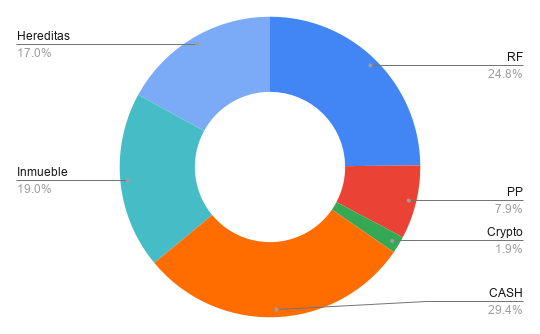 Hereditas
17.0%
RF
24.8%
Inmueble
19.0%
PP
7.9%
Crypto
1.9%
CASH
29.4%